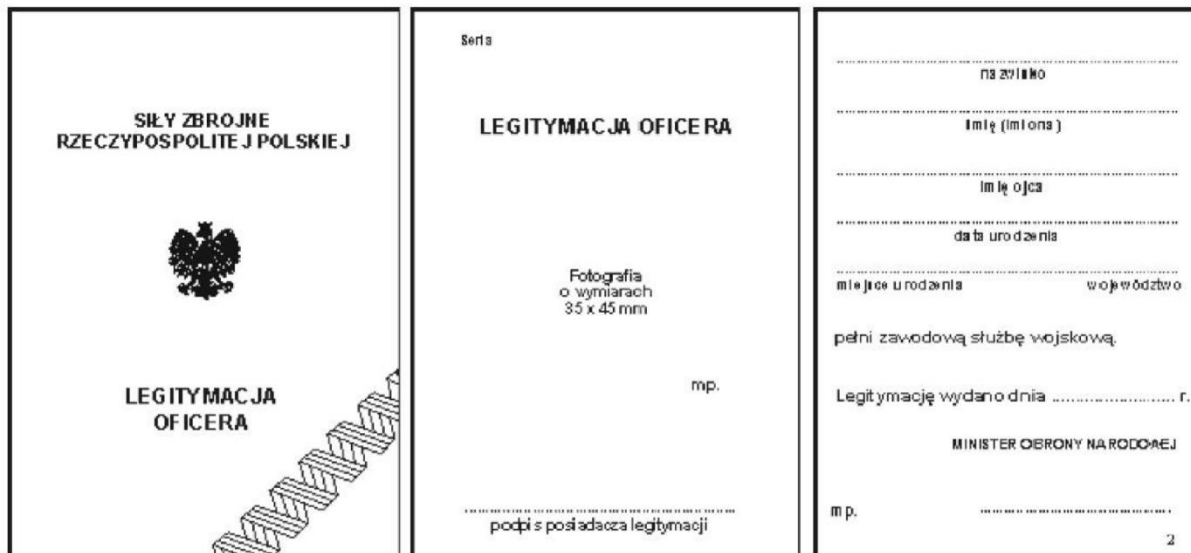 SIŁY ZBROJNE
RZECZYPOSPOLITEJ POLSKIEJ
LEGITYMACJA
OFICERA
Seria
LEGITYMACJA OFICERA
Fotografia
o wymiarach
35 x 45 mm
mp.
................................................
podpis posiadacza legitymacji
................................................
nazwisko
................................................
imię (imiona)
................................................
imię ojca
................................................
data urodzenia
................................................
miejsce urodzenia województwo
pełni zawodową służbę wojskową.
Legitymację wydano dnia .......................... r.
MINISTER OBRONY NARODOWEJ
mp. ................................................
2